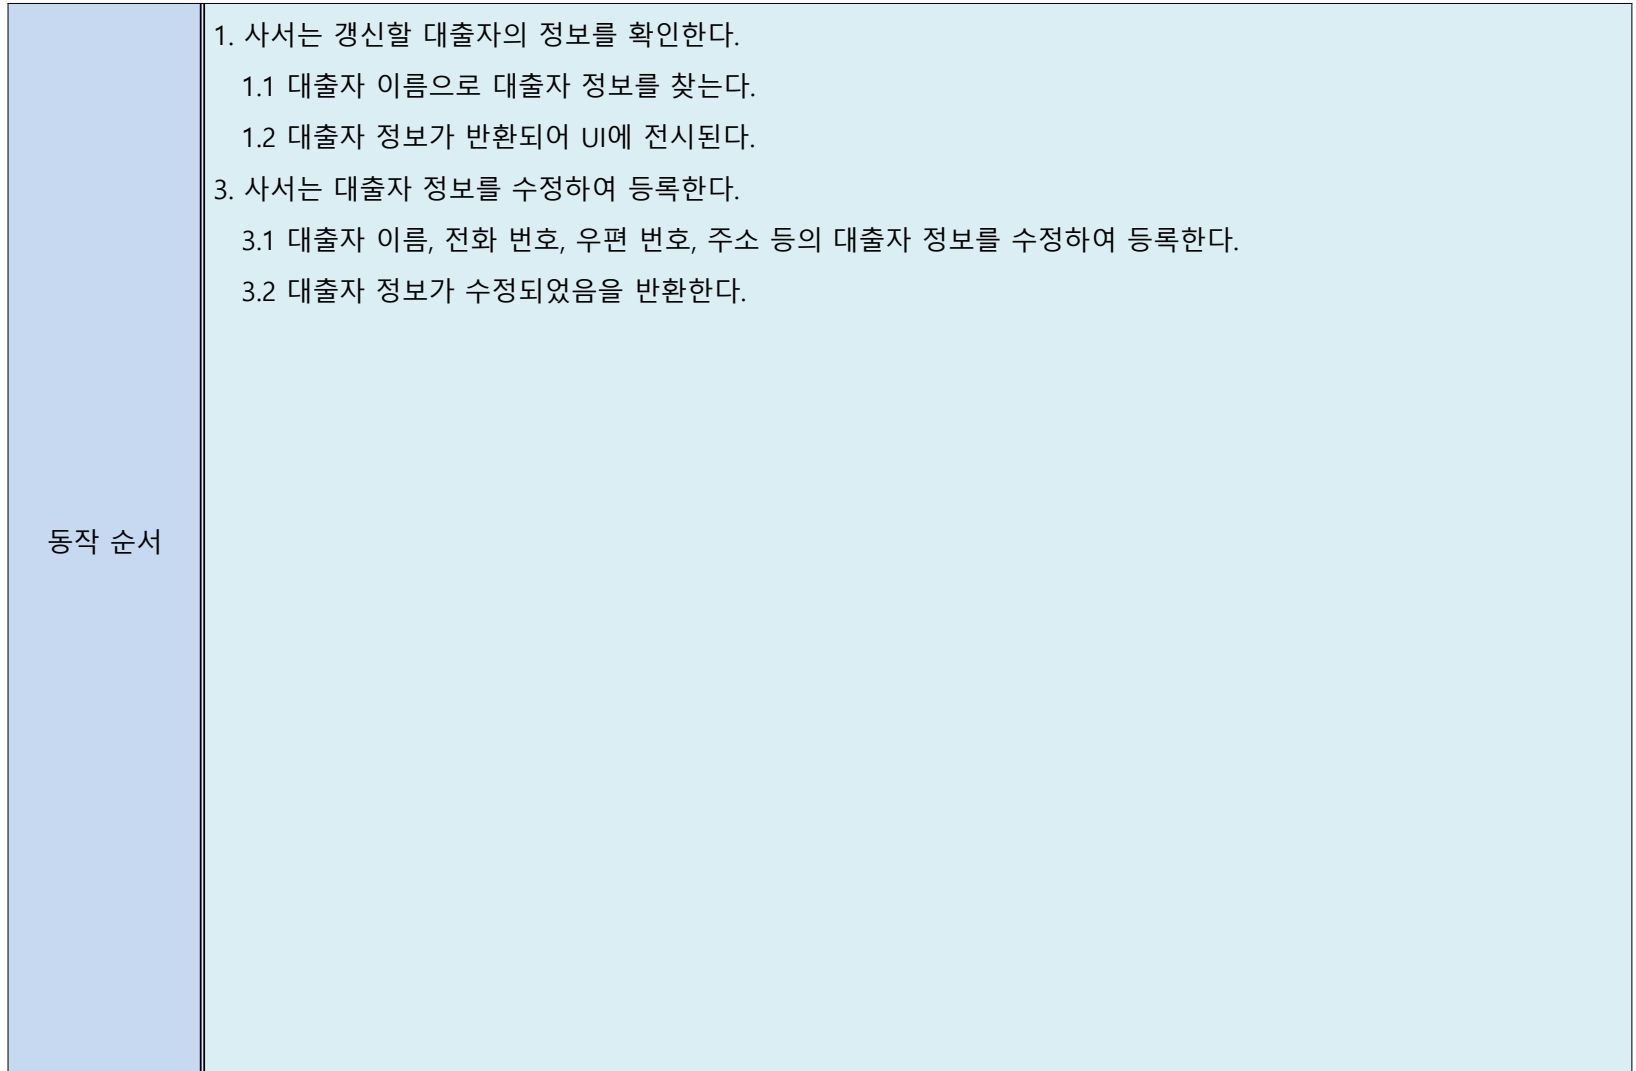 1. 사서는 갱신할 대출자의 정보를 확인한다.
1.1 대출자 이름으로 대출자 정보를 찾는다.
1.2 대출자 정보가 반환되어 UI에 전시된다.
3. 사서는 대출자 정보를 수정하여 등록한다.
3.1 대출자 이름, 전화 번호, 우편 번호, 주소 등의 대출자 정보를 수정하여 등록한다.
3.2 대출자 정보가 수정되었음을 반환한다.
동작 순서